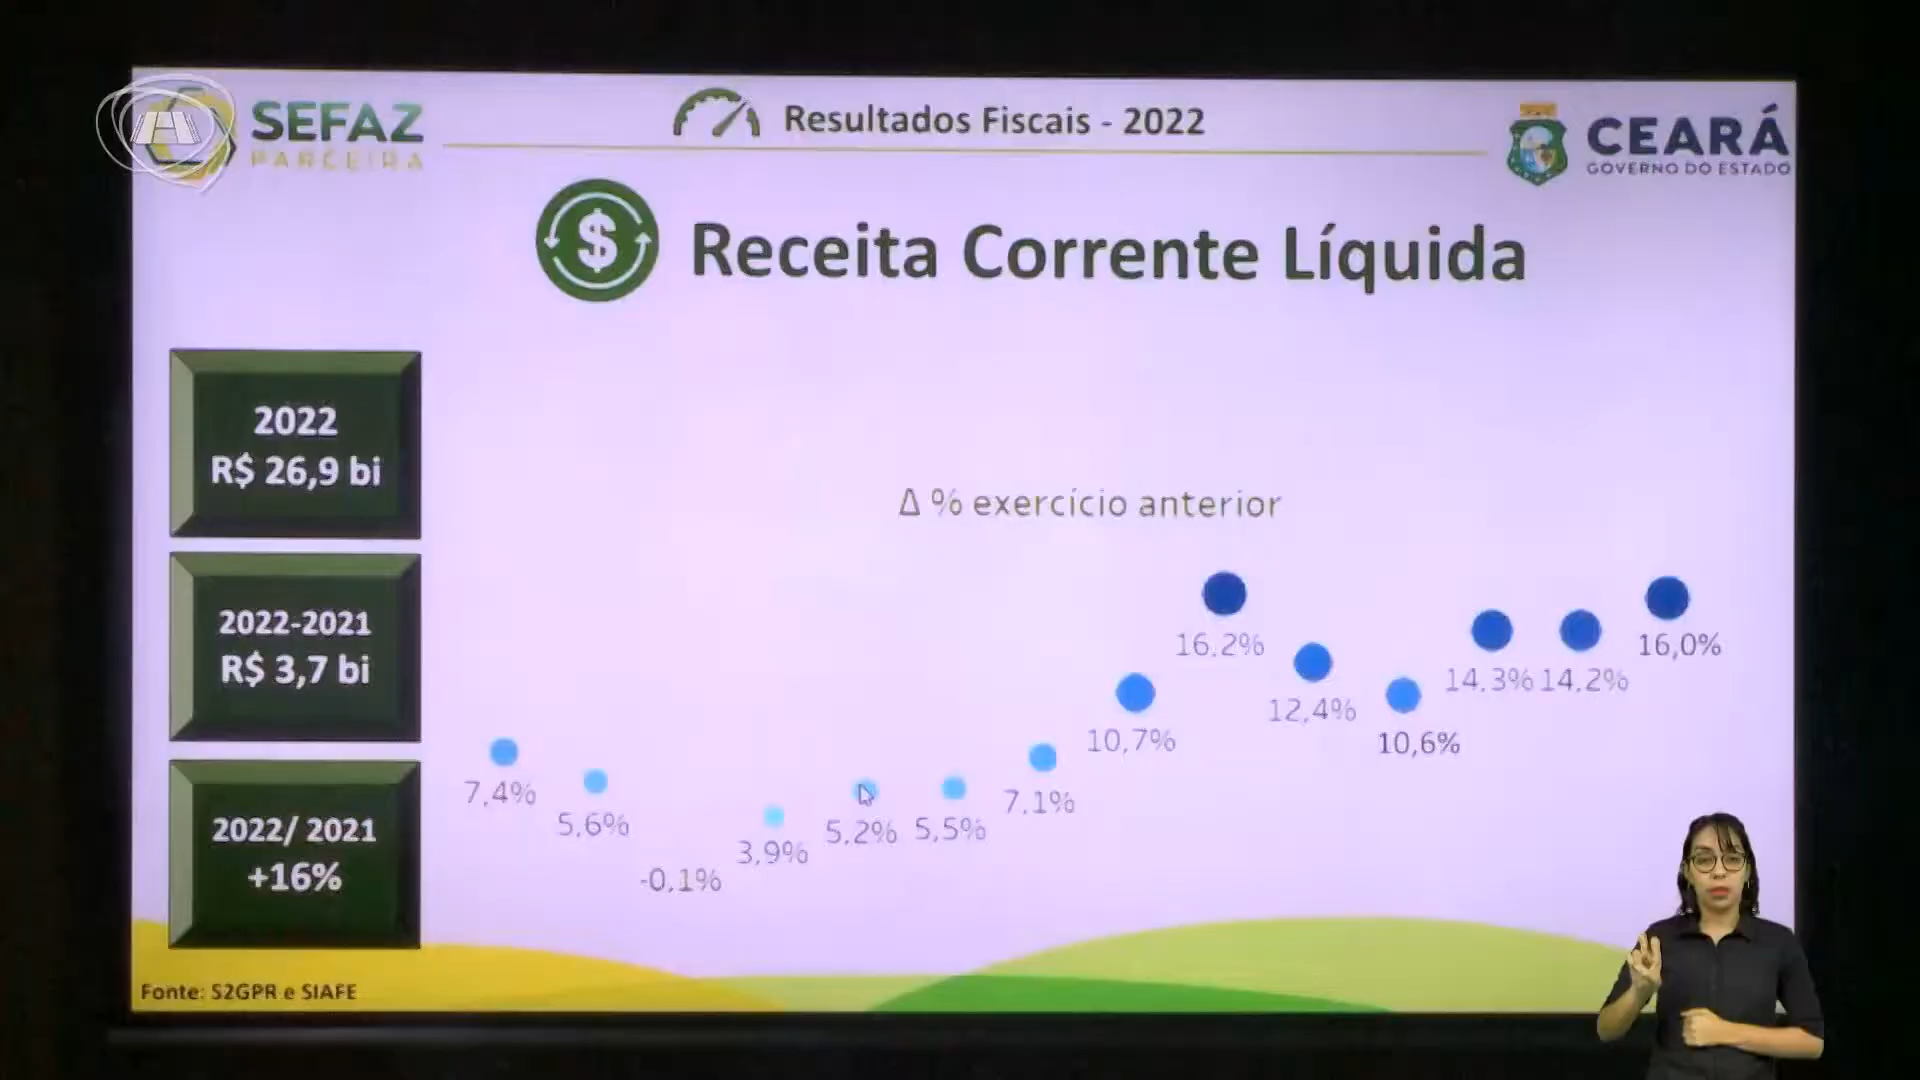 SEFAZ
PARCEIRA
Resultados Fiscais - 2022
CEARÁ
GOVERNO DO ESTADO
Receita Corrente Líquida
2022
R$ 26,9 bi
2022-2021
R$ 3,7 bi
2022/ 2021
+16%
Δ % exercício anterior
7,4%
5,6%
-0,1%
3,9%
5,2%
5,5%
7,1%
10,7%
16,2%
12,4%
10,6%
14,3%
14,2%
16,0%
Fonte: S2GPR e SIAFE